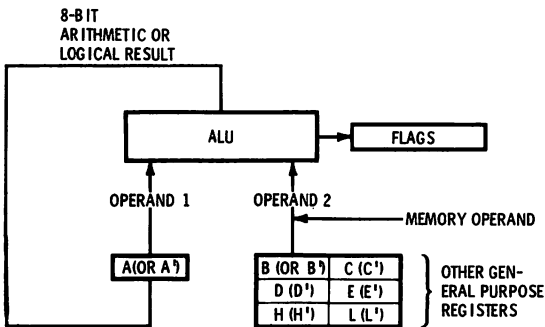 8-BIT
ARITHMETIC OR
LOGICAL RESULT
ALU
FLAGS
OPERAND 1
OPERAND 2
MEMORY OPERAND
A(OR A')
B (OR B') C (C')
D (D') E (E')
H (H') L (L')
OTHER GEN-
ERAL PURPOSE
REGISTERS